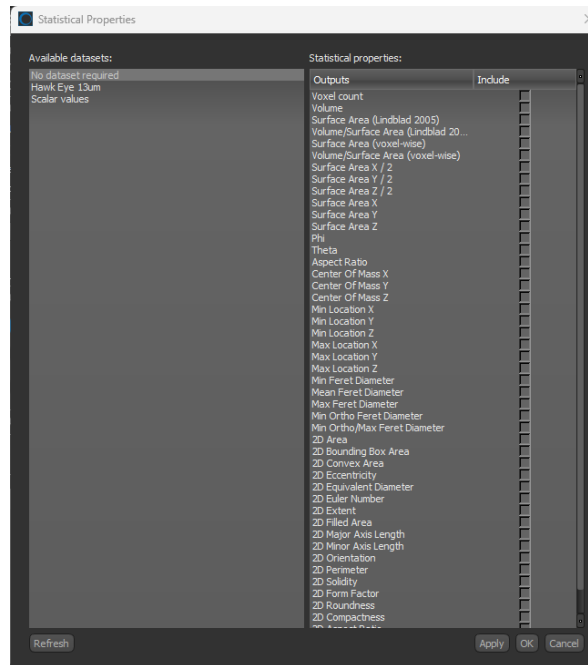 Statistical Properties
Available datasets:
No dataset required
Hawk Eye 13um
Scalar values
Statistical properties:
Outputs Include
Voxel count
Volume
Surface Area (Lindblad 2005)
Volume/Surface Area (Lindblad 20...
Surface Area (voxel-wise)
Volume/Surface Area (voxel-wise)
Surface Area X / 2
Surface Area Y / 2
Surface Area Z / 2
Surface Area X
Surface Area Y
Surface Area Z
Phi
Theta
Aspect Ratio
Center Of Mass X
Center Of Mass Y
Center Of Mass Z
Min Location X
Min Location Y
Min Location Z
Max Location X
Max Location Y
Max Location Z
Min Feret Diameter
Mean Feret Diameter
Max Feret Diameter
Min Ortho Feret Diameter
Min Ortho/Max Feret Diameter
2D Area
2D Bounding Box Area
2D Convex Area
2D Eccentricity
2D Equivalent Diameter
2D Euler Number
2D Extent
2D Filled Area
2D Major Axis Length
2D Minor Axis Length
2D Orientation
2D Perimeter
2D Solidity
2D Form Factor
2D Roundness
2D Compactness
2D Aspect Ratio
Refresh Apply OK Cancel